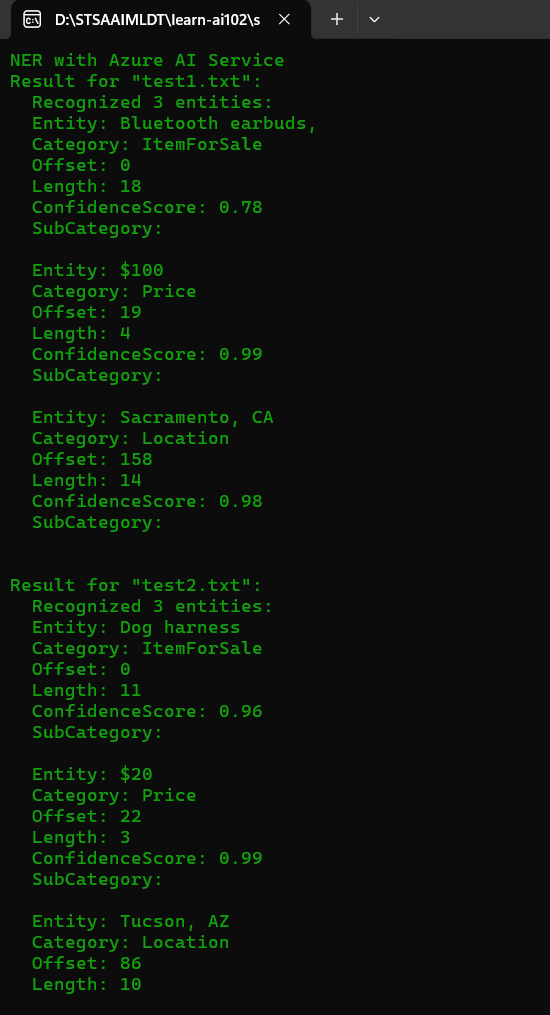 D:\STSAAIMLDT\learn-ai102\s
NER with Azure AI Service
Result for "test1.txt":
  Recognized 3 entities:
  Entity: Bluetooth earbuds,
  Category: ItemForSale
  Offset: 0
  Length: 18
  ConfidenceScore: 0.78
  SubCategory:

  Entity: $100
  Category: Price
  Offset: 19
  Length: 4
  ConfidenceScore: 0.99
  SubCategory:

  Entity: Sacramento, CA
  Category: Location
  Offset: 158
  Length: 14
  ConfidenceScore: 0.98
  SubCategory:


Result for "test2.txt":
  Recognized 3 entities:
  Entity: Dog harness
  Category: ItemForSale
  Offset: 0
  Length: 11
  ConfidenceScore: 0.96
  SubCategory:

  Entity: $20
  Category: Price
  Offset: 22
  Length: 3
  ConfidenceScore: 0.99
  SubCategory:

  Entity: Tucson, AZ
  Category: Location
  Offset: 86
  Length: 10